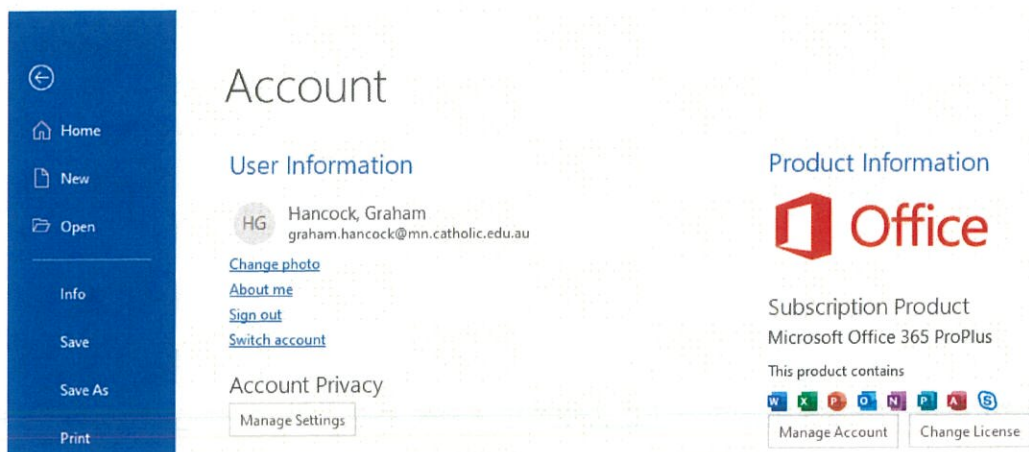 Home
New
Open
Info
Save
Save As
Print
Account
User Information
HG
Hancock, Graham
graham.hancock@mn.catholic.edu.au
Change photo
About me
Sign out
Switch account
Account Privacy
Manage Settings
Product Information
Office
Subscription Product
Microsoft Office 365 ProPlus
This product contains
W X P O N P A S
Manage Account Change License